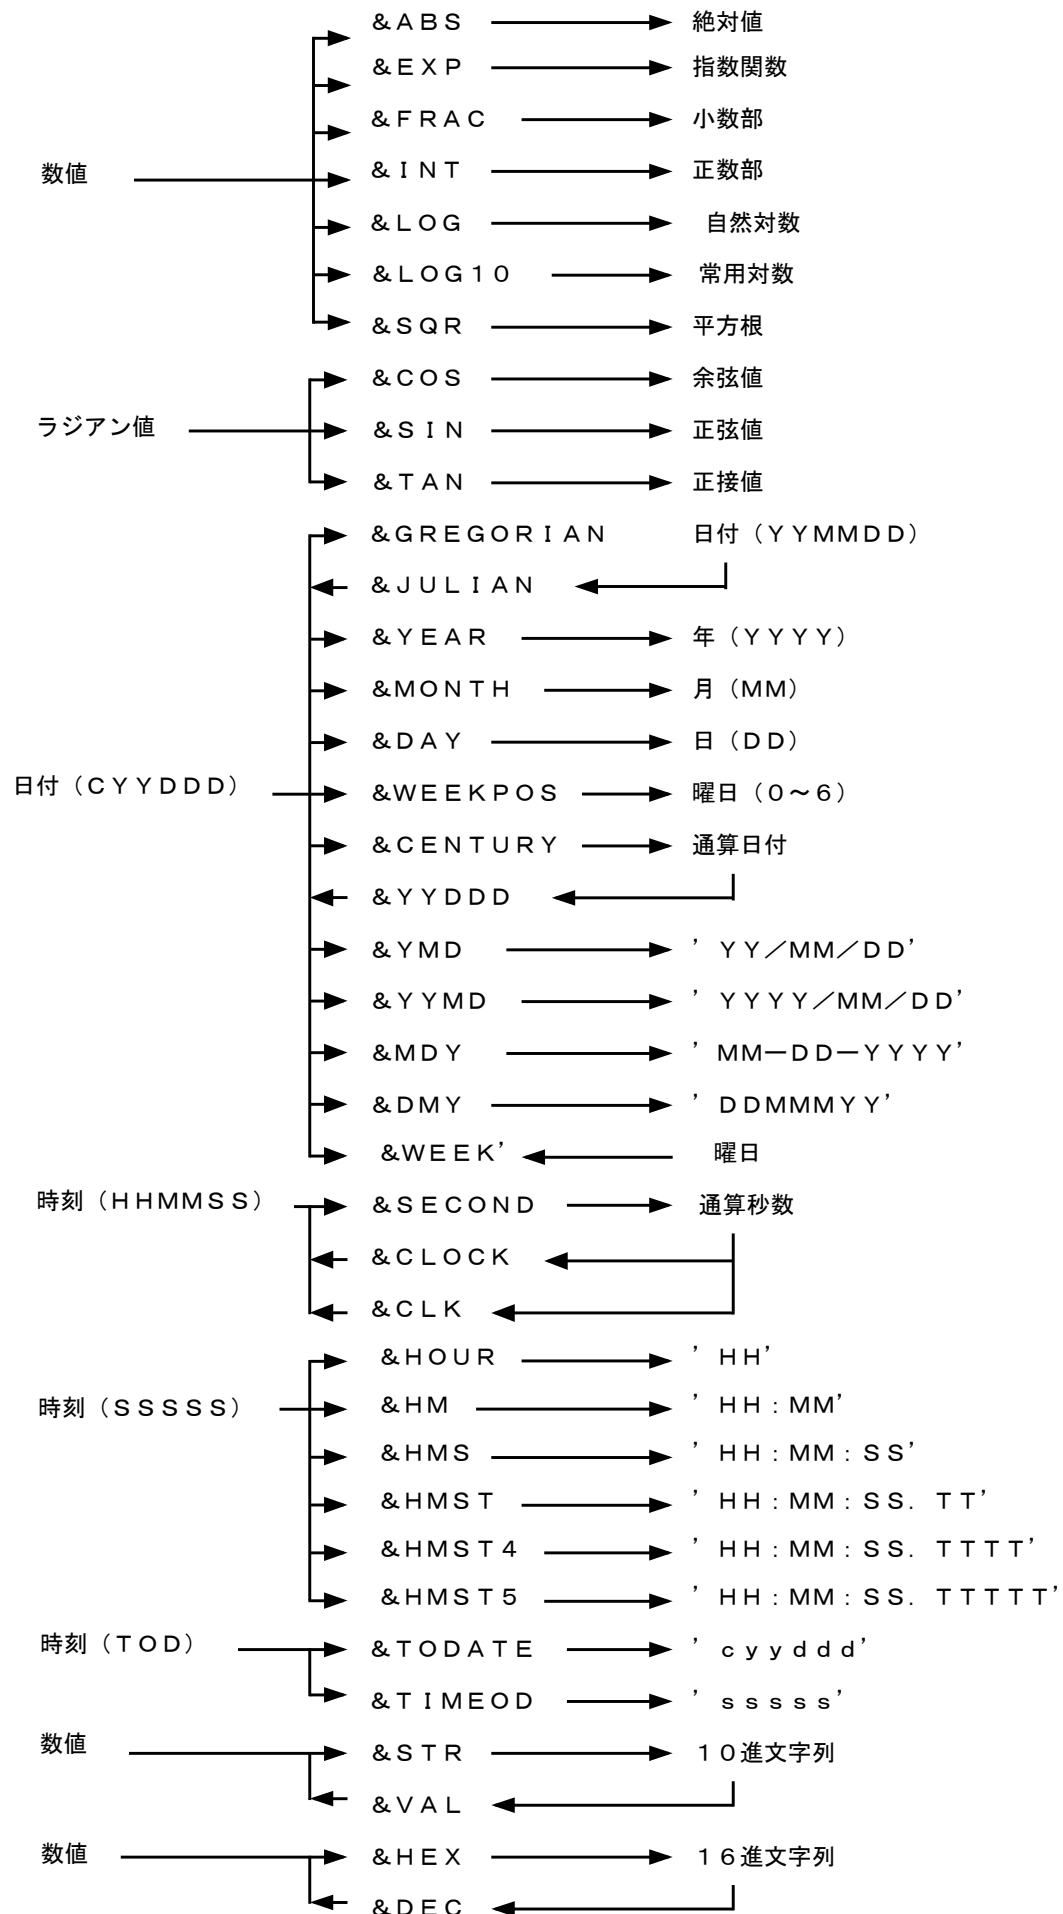 ＆ＡＢＳ 絶対値
＆ＥＸＰ 指数関数
＆ＦＲＡＣ 小数部
数値 ＆ＩＮＴ 正数部
＆ＬＯＧ 自然対数
＆ＬＯＧ１０ 常用対数
＆ＳＱＲ 平方根
＆ＣＯＳ 余弦値
ラジアン値 ＆ＳＩＮ 正弦値
＆ＴＡＮ 正接値
＆ＧＲＥＧＯＲＩＡＮ 日付（ＹＹＭＭＤＤ）
＆ＪＵＬＩＡＮ
＆ＹＥＡＲ 年（ＹＹＹＹ）
＆ＭＯＮＴＨ 月（ＭＭ）
＆ＤＡＹ 日（ＤＤ）
日付（ＣＹＹＤＤＤ） ＆ＷＥＥＫＰＯＳ 曜日（０～６）
＆ＣＥＮＴＵＲＹ 通算日付
＆ＹＹＤＤＤ
＆ＹＭＤ ’ＹＹ／ＭＭ／ＤＤ’
＆ＹＹＭＤ ’ＹＹＹＹ／ＭＭ／ＤＤ’
＆ＭＤＹ ’ＭＭ－ＤＤ－ＹＹＹＹ’
＆ＤＭＹ ’ＤＤＭＭＭＹＹ’
＆ＷＥＥＫ’ 曜日
時刻（ＨＨＭＭＳＳ） ＆ＳＥＣＯＮＤ 通算秒数
＆ＣＬＯＣＫ
＆ＣＬＫ
＆ＨＯＵＲ ’ＨＨ’
時刻（ＳＳＳＳＳ） ＆ＨＭ ’ＨＨ：ＭＭ’
＆ＨＭＳ ’ＨＨ：ＭＭ：ＳＳ’
＆ＨＭＳＴ ’ＨＨ：ＭＭ：ＳＳ．ＴＴ’
＆ＨＭＳＴ４ ’ＨＨ：ＭＭ：ＳＳ．ＴＴＴＴ’
＆ＨＭＳＴ５ ’ＨＨ：ＭＭ：ＳＳ．ＴＴＴＴＴ’
時刻（ＴＯＤ） ＆ＴＯＤＡＴＥ ’ｃｙｙｄｄｄ’
＆ＴＩＭＥＯＤ ’ｓｓｓｓｓ’
数値 ＆ＳＴＲ １０進文字列
＆ＶＡＬ
数値 ＆ＨＥＸ １６進文字列
＆ＤＥＣ